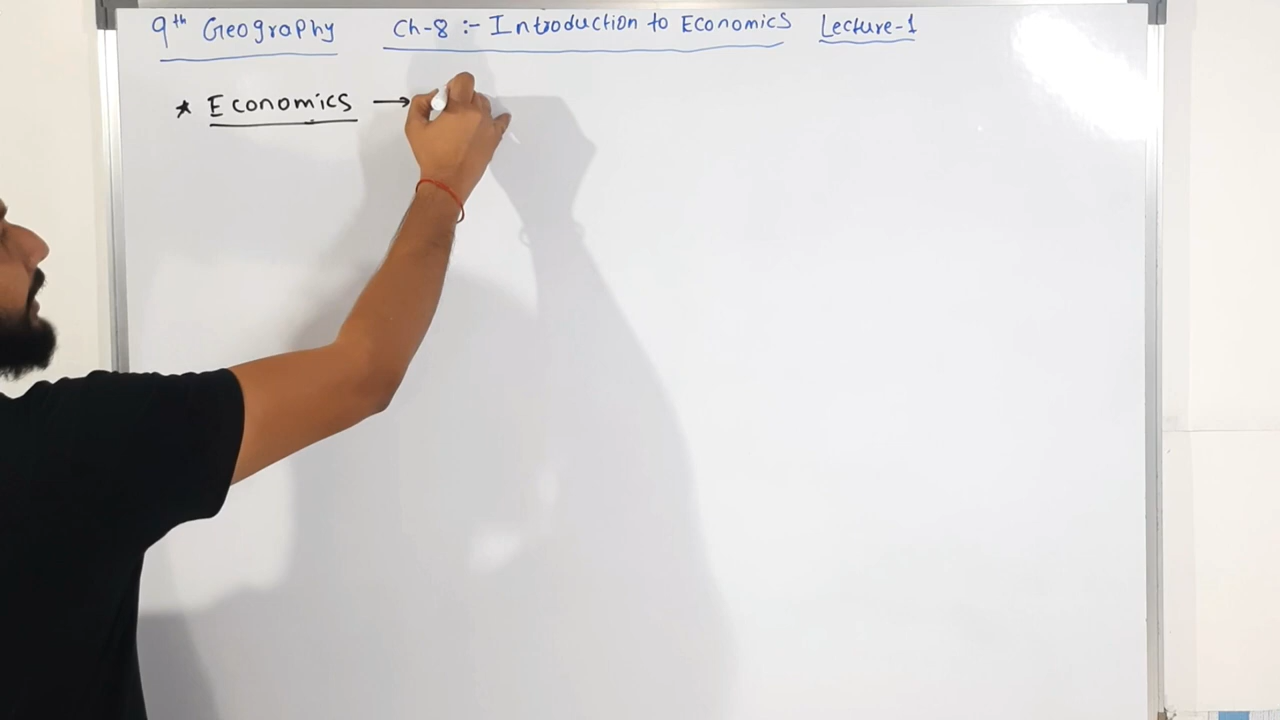 9th Geography Ch-8 :- Introduction to Economics Lecture-1
* Economics →